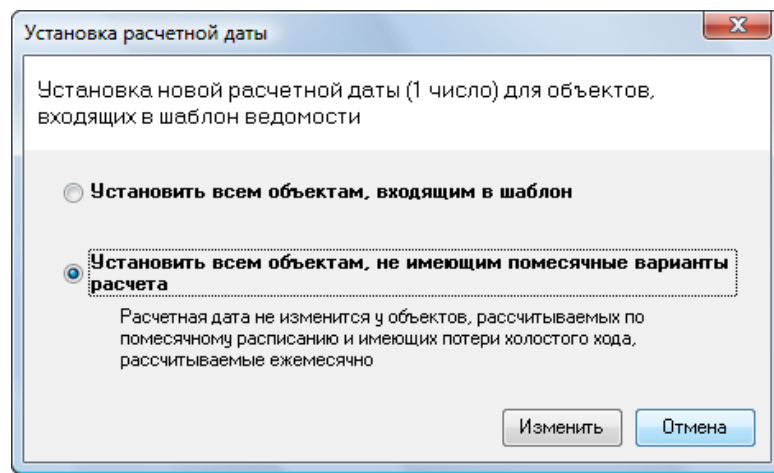 Установка расчетной даты
Установка новой расчетной даты (1 число) для объектов,
входящих в шаблон ведомости
Установить всем объектам, входящим в шаблон
Установить всем объектам, не имеющим помесячные варианты
расчета
Расчетная дата не изменится у объектов, рассчитываемых по
помесячному расписанию и имеющих потери холостого хода,
рассчитываемые ежемесячно
Изменить
Отмена